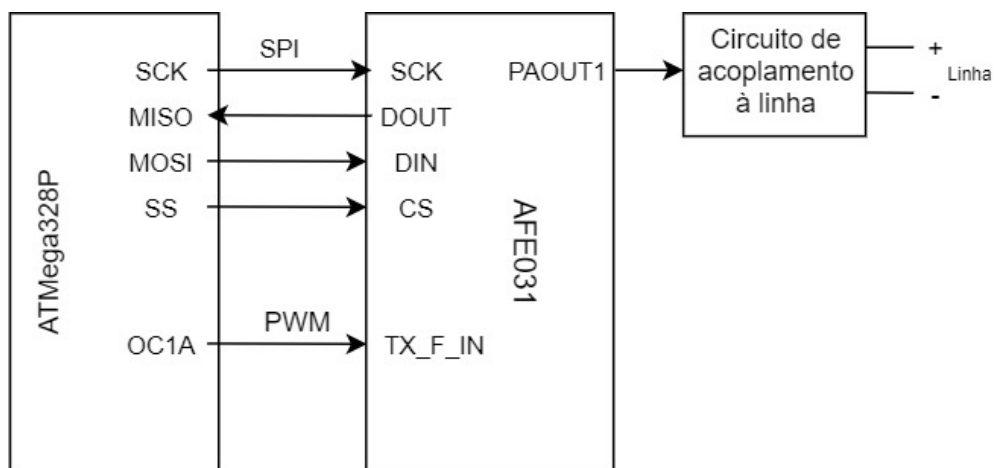 SPI
SCK
MISO
MOSI
SS
OC1A
ATMega328P
PWM
SCK
DOUT
DIN
CS
TX_F_IN
PAOUT1
AFE031
Circuito de
acoplamento
à linha
+
Linha
-